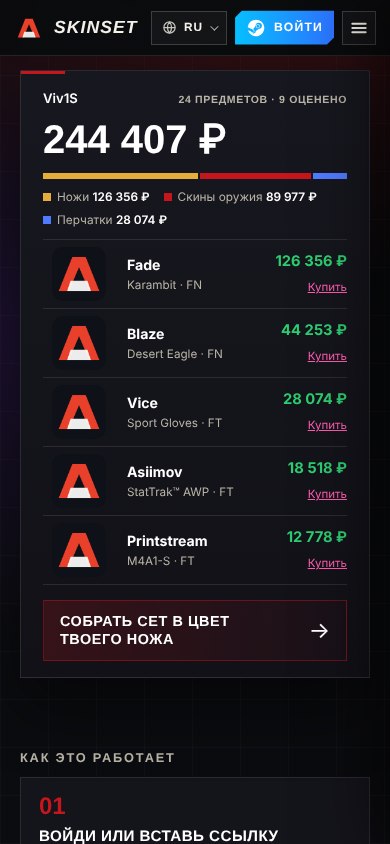 SKINSET
RU
ВОЙТИ
Viv1S
24 ПРЕДМЕТОВ · 9 ОЦЕНЕНО
244 407 ₽
Ножи 126 356 ₽ Скины оружия 89 977 ₽
Перчатки 28 074 ₽
Fade
126 356 ₽
Karambit · FN
Купить
Blaze
44 253 ₽
Desert Eagle · FN
Купить
Vice
28 074 ₽
Sport Gloves · FT
Купить
Asiimov
18 518 ₽
StatTrak™ AWP · FT
Купить
Printstream
12 778 ₽
M4A1-S · FT
Купить
СОБРАТЬ СЕТ В ЦВЕТ
ТВОЕГО НОЖА
КАК ЭТО РАБОТАЕТ
01
ВОЙДИ ИЛИ ВСТАВЬ ССЫЛКУ